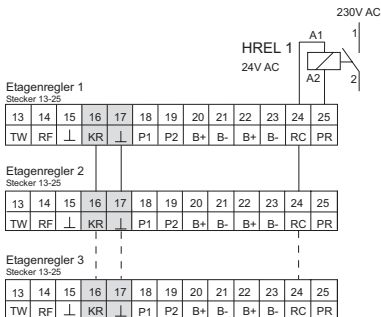 230V AC
A1 1
HREL 1
24V AC
A2 2
Etagenregler 1
Stecker 13-25
13 14 15 16 17 18 19 20 21 22 23 24 25
TW RF ⊥ KR ⊥ P1 P2 B+ B- B+ B- RC PR
Etagenregler 2
Stecker 13-25
13 14 15 16 17 18 19 20 21 22 23 24 25
TW RF ⊥ KR ⊥ P1 P2 B+ B- B+ B- RC PR
Etagenregler 3
Stecker 13-25
13 14 15 16 17 18 19 20 21 22 23 24 25
TW RF ⊥ KR ⊥ P1 P2 B+ B- B+ B- RC PR